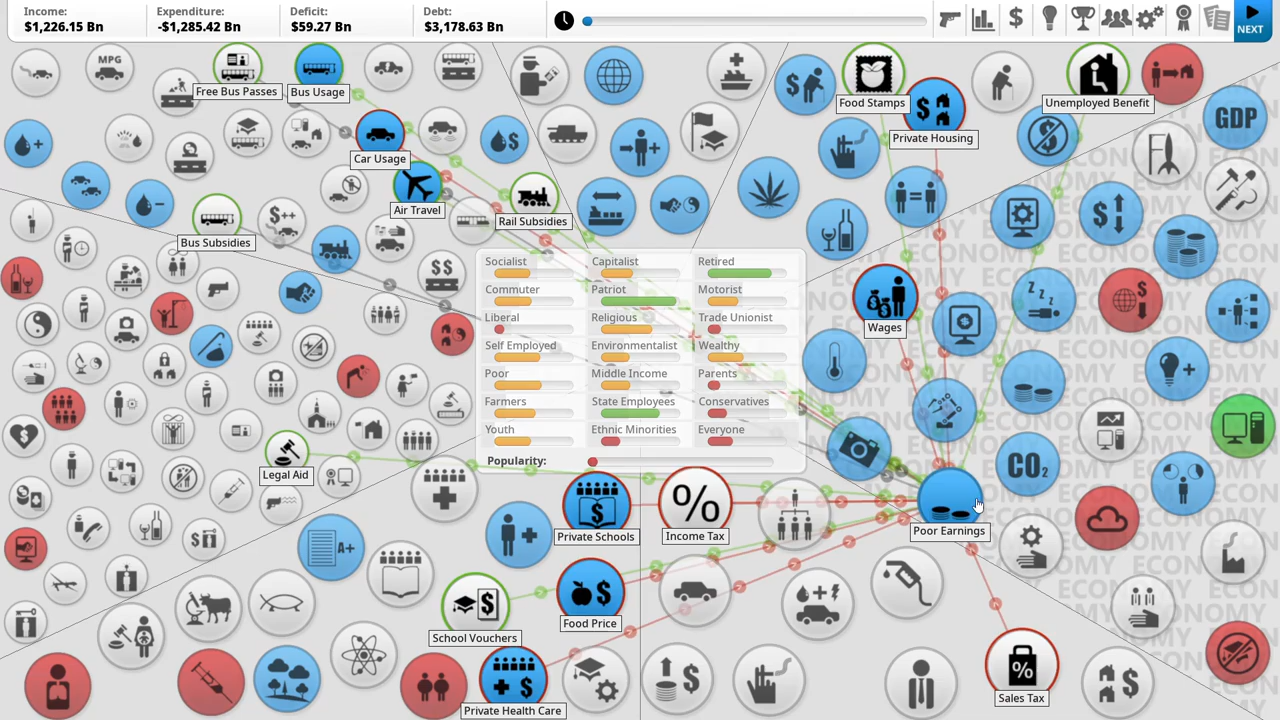 Income:
$1,226.15 Bn
Expenditure:
-$1,285.42 Bn
Deficit:
$59.27 Bn
Debt:
$3,178.63 Bn
$
NEXT
MPG
Free Bus Passes
Bus Usage
Food Stamps
Private Housing
Unemployed Benefit
GDP
Car Usage
Air Travel
Rail Subsidies
Bus Subsidies
$++
$$
Socialist
Capitalist
Retired
Commuter
Patriot
Motorist
Liberal
Religious
Trade Unionist
Self Employed
Environmentalist
Wealthy
Poor
Middle Income
Parents
Farmers
State Employees
Conservatives
Youth
Ethnic Minorities
Everyone
Popularity:
Wages
ECONOMY
CO2
Legal Aid
A+
Private Schools
%
Income Tax
Poor Earnings
School Vouchers
Food Price
Private Health Care
%
Sales Tax